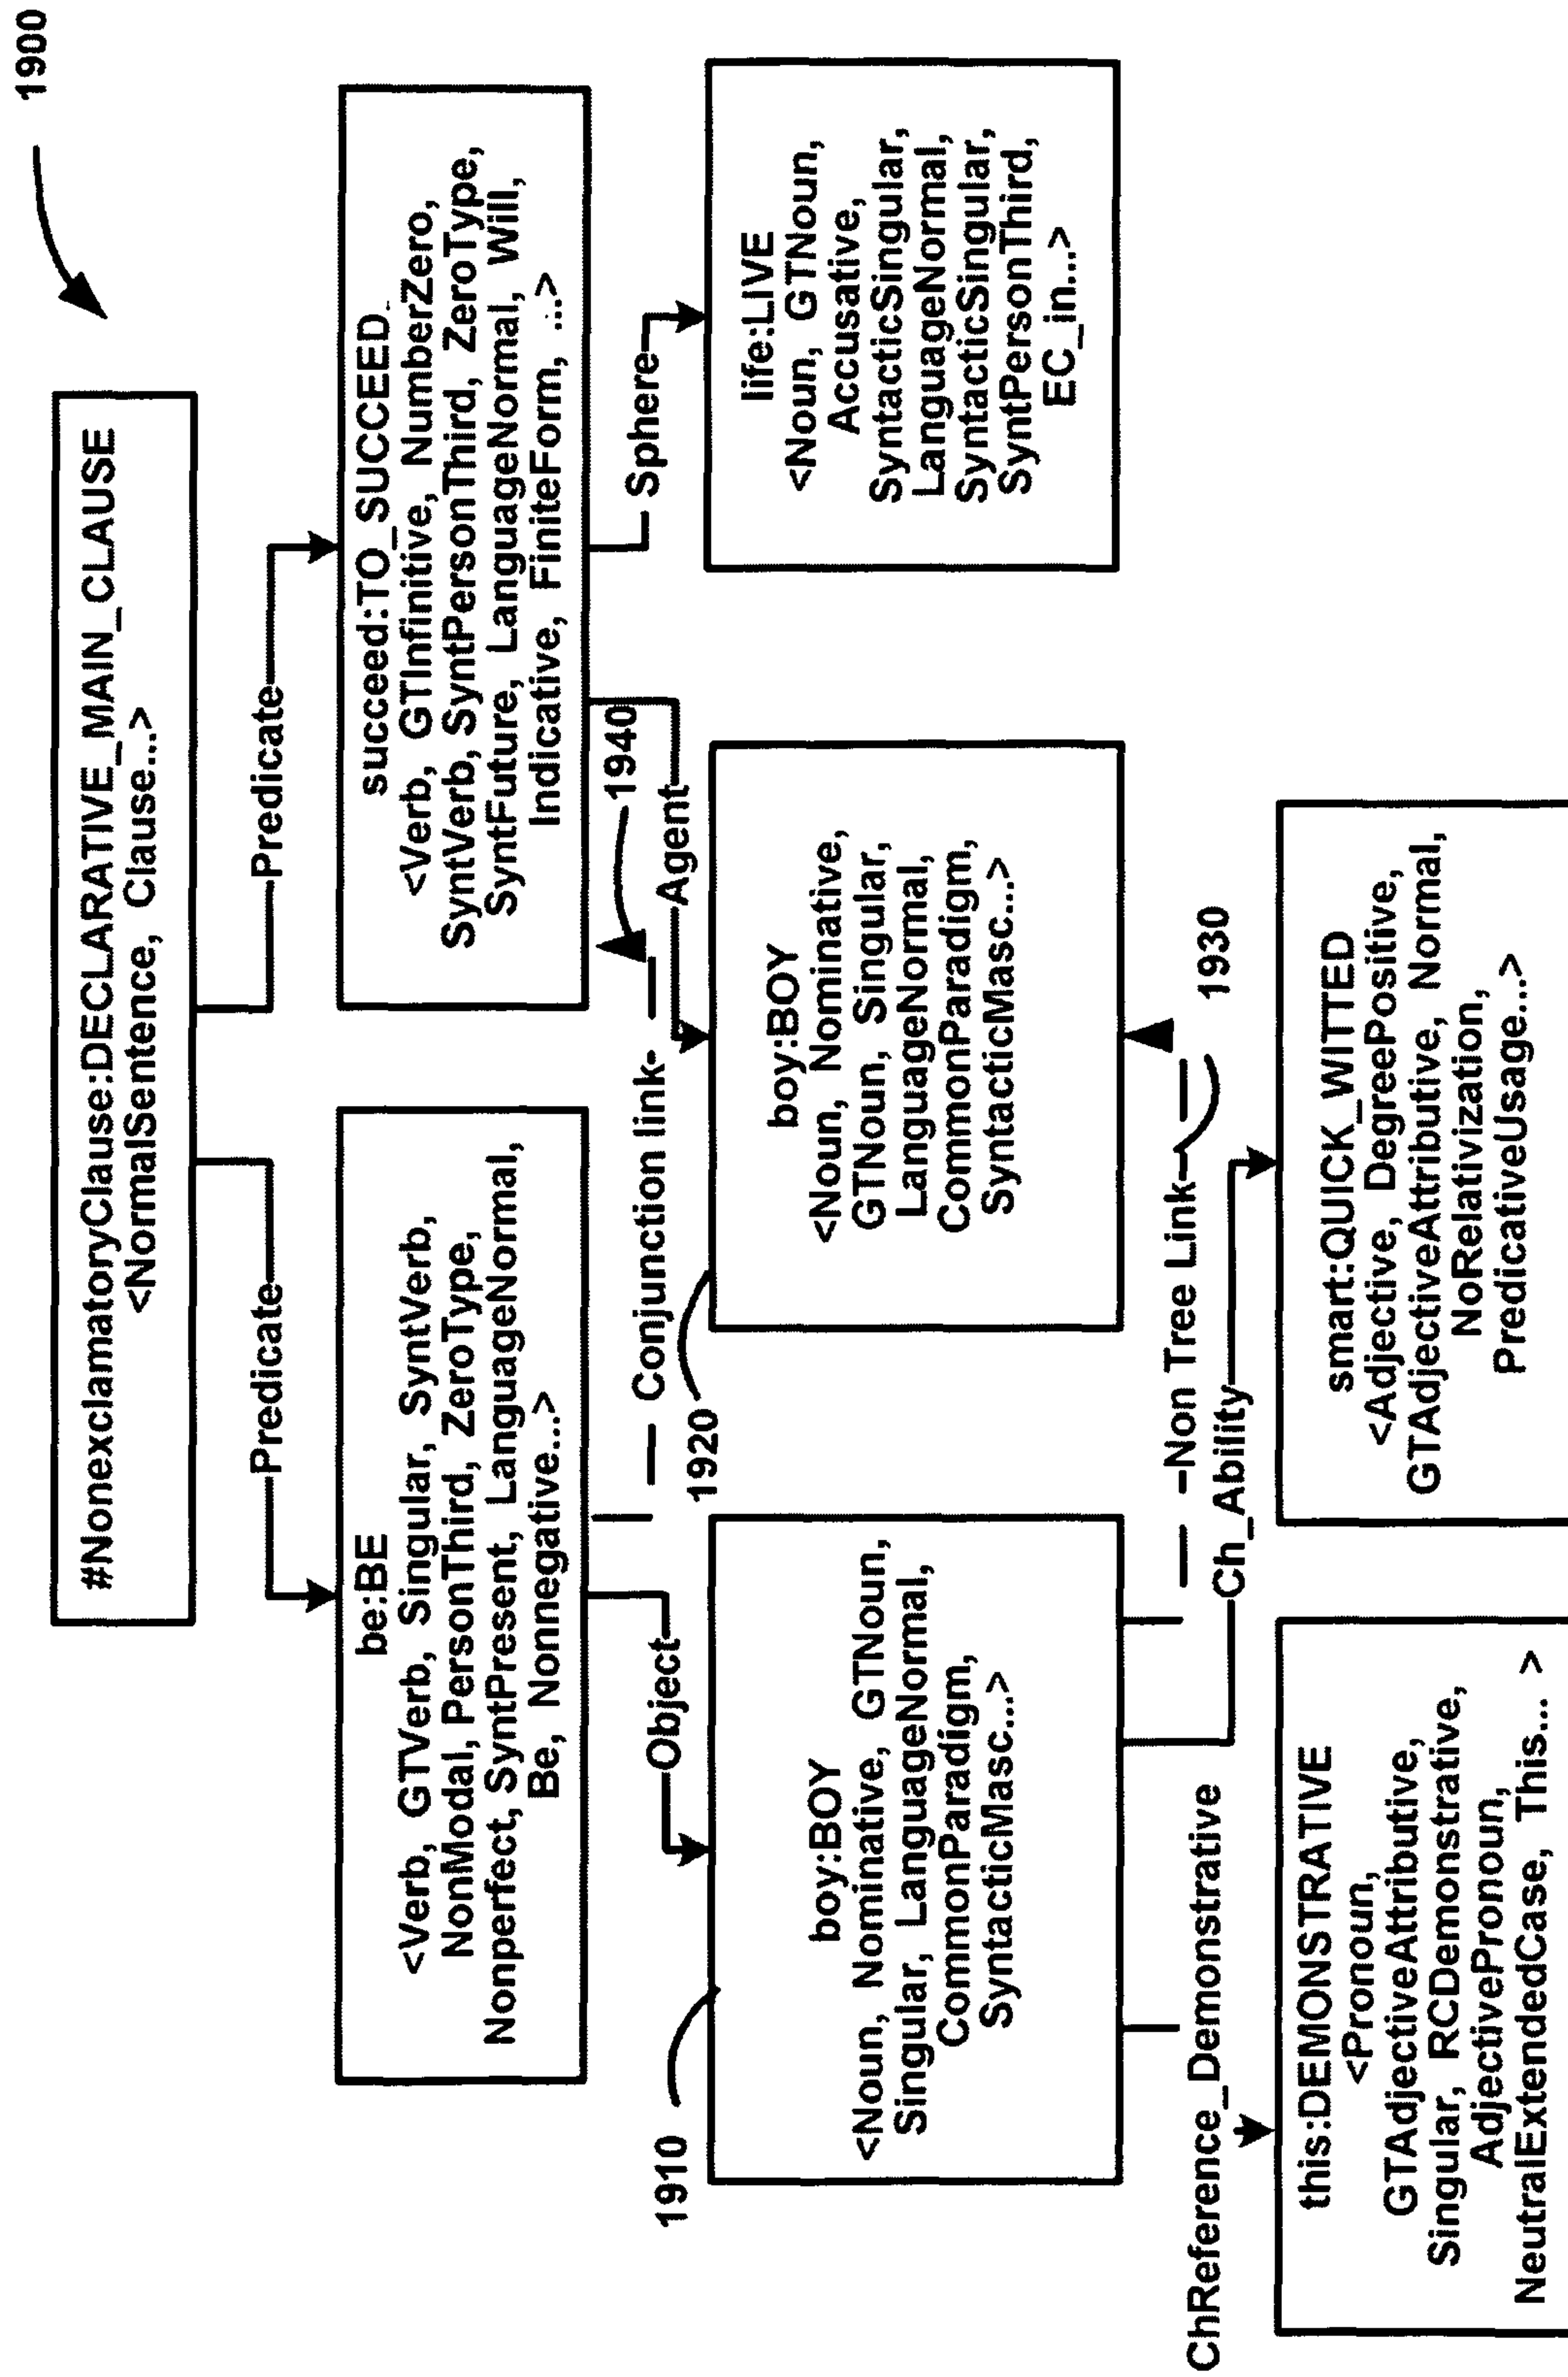 1900
#NonexclamatoryClause:DECLARATIVE_MAIN_CLAUSE
<NormalSentence, Clause...>
Predicate
Predicate
be:BE
<Verb, GTVerb, Singular, SyntVerb,
NonModal, PersonThird, ZeroType,
Nonperfect, SyntPresent, LanguageNormal,
Be, Nonnegative...>
succeed:TO_SUCCEED
<Verb, GTInfinitive, NumberZero,
SyntVerb, SyntPersonThird, ZeroType,
SyntFuture, LanguageNormal, Will,
Indicative, FiniteForm, ...>
Object
Conjunction link
1940
Agent
Sphere
1910
1920
boy:BOY
<Noun, Nominative, GTNoun,
Singular, LanguageNormal,
CommonParadigm,
SyntacticMasc...>
boy:BOY
<Noun, Nominative,
GTNoun, Singular,
LanguageNormal,
CommonParadigm,
SyntacticMasc...>
life:LIVE
<Noun, GTNoun,
Accusative,
SyntacticSingular,
LanguageNormal,
SyntacticSingular,
SyntPersonThird,
EC_in...>
ChReference_Demonstrative
Non Tree Link
1930
Ch_Ability
this:DEMONSTRATIVE
<Pronoun,
GTAdjectiveAttributive,
Singular, RCDemonstrative,
AdjectivePronoun,
NeutralExtendedCase, This... >
smart:QUICK_WITTED
<Adjective, DegreePositive,
GTAdjectiveAttributive, Normal,
NoRelativization,
PredicativeUsage...>